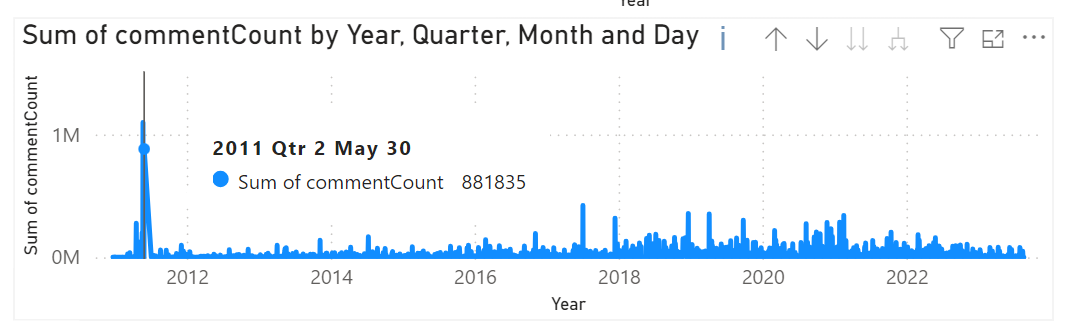 Year
Sum of commentCount by Year, Quarter, Month and Day
Sum of commentCount
1M
2011 Qtr 2 May 30
Sum of commentCount 881835
0M
2012 2014 2016 2018 2020 2022
Year